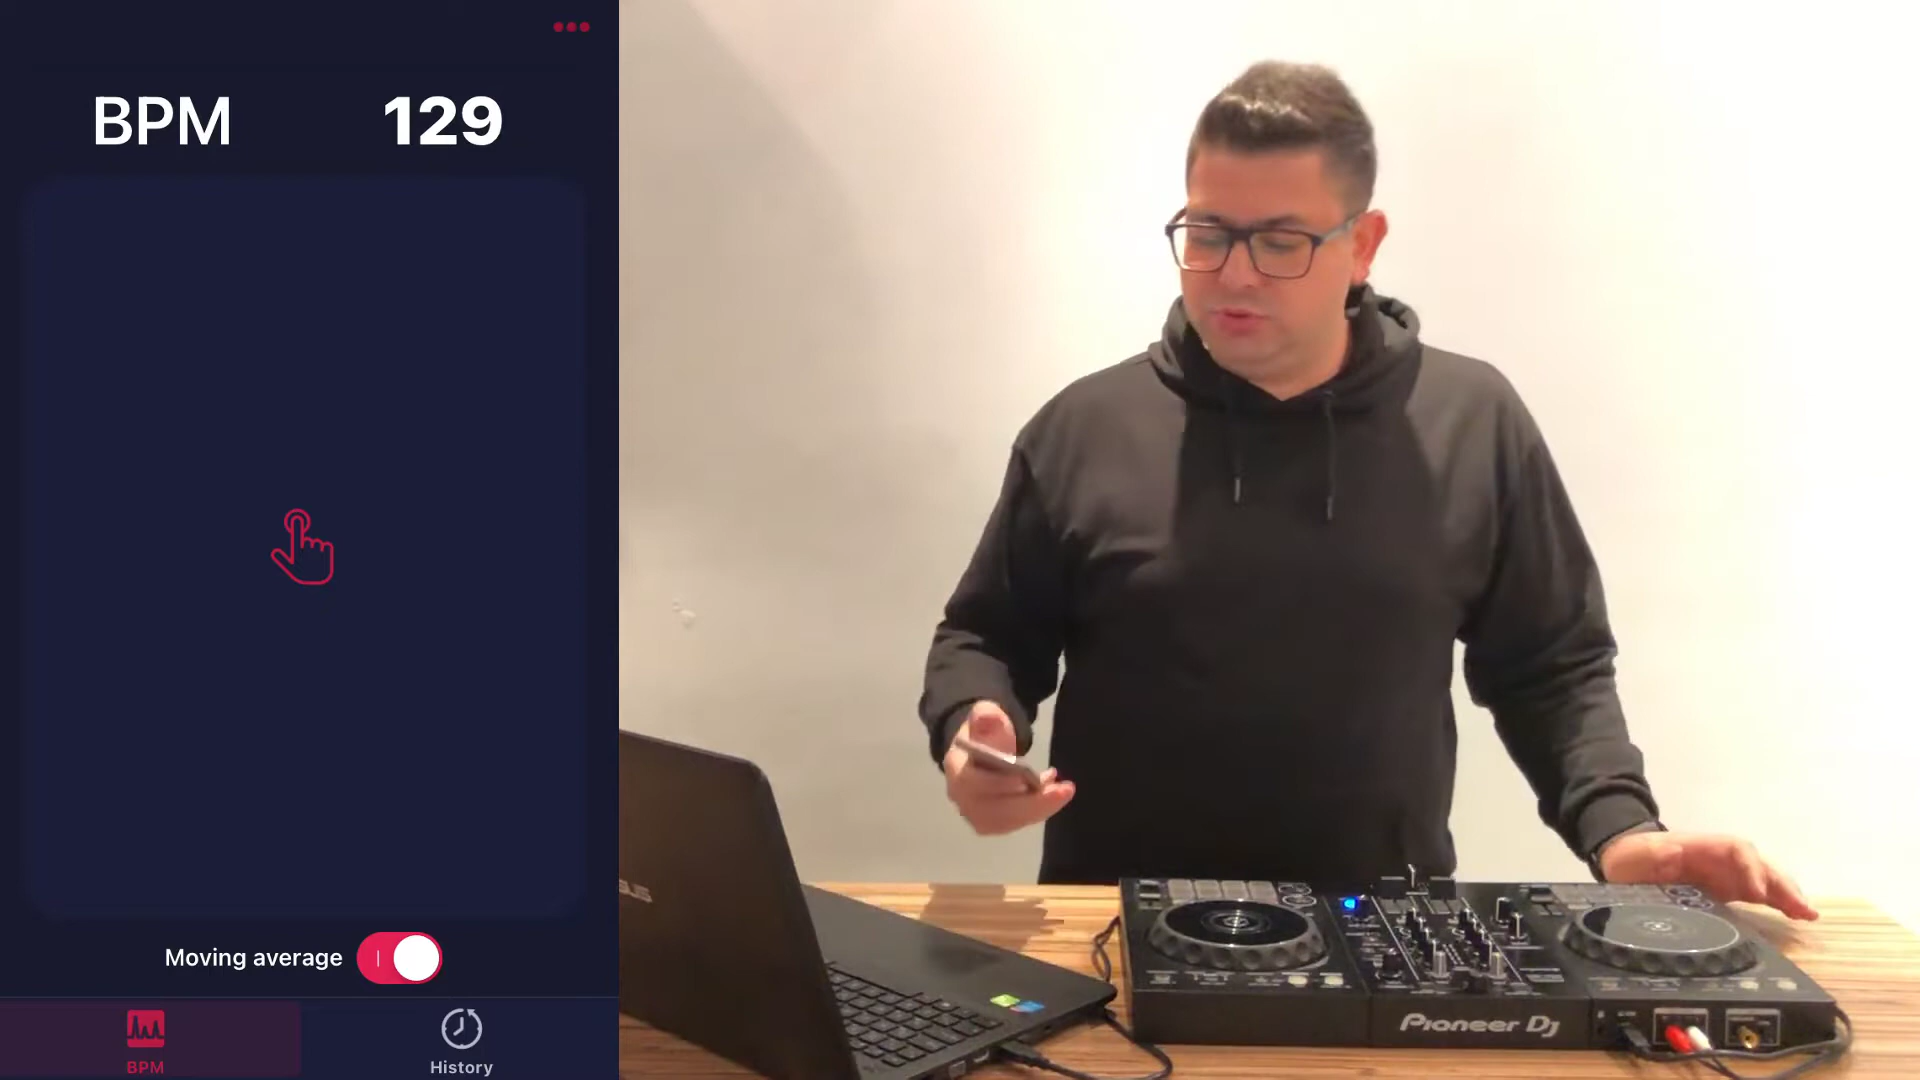 BPM 129
Moving average
BPM
History
Pioneer Dj